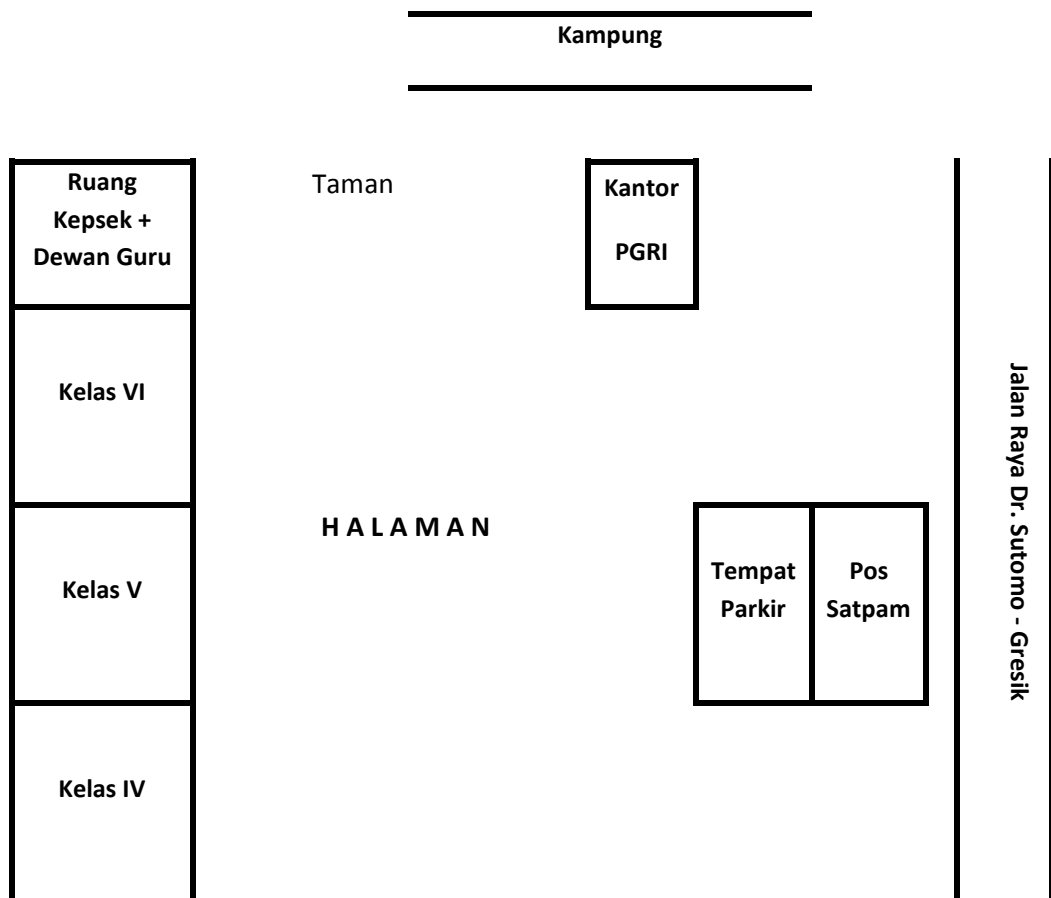 Kampung
Ruang
Kepsek +
Dewan Guru
Taman
Kantor
PGRI
Kelas VI
Jalan Raya Dr. Sutomo - Gresik
H A L A M A N
Kelas V
Tempat
Parkir
Pos
Satpam
Kelas IV